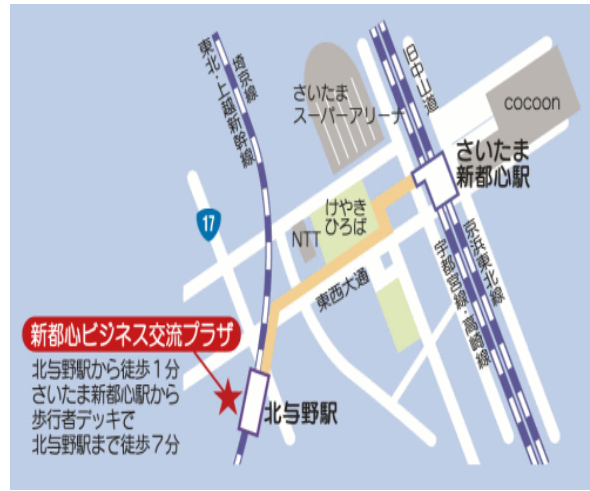 旧中山道
埼京線
東北・上越新幹線
さいたま
スーパーアリーナ
cocoon
さいたま
新都心駅
けやき
ひろば
17
NTT
東西大通
京浜東北線
宇都宮線・高崎線
新都心ビジネス交流プラザ
北与野駅から徒歩1分
さいたま新都心駅から
歩行者デッキで
北与野駅まで徒歩7分
北与野駅